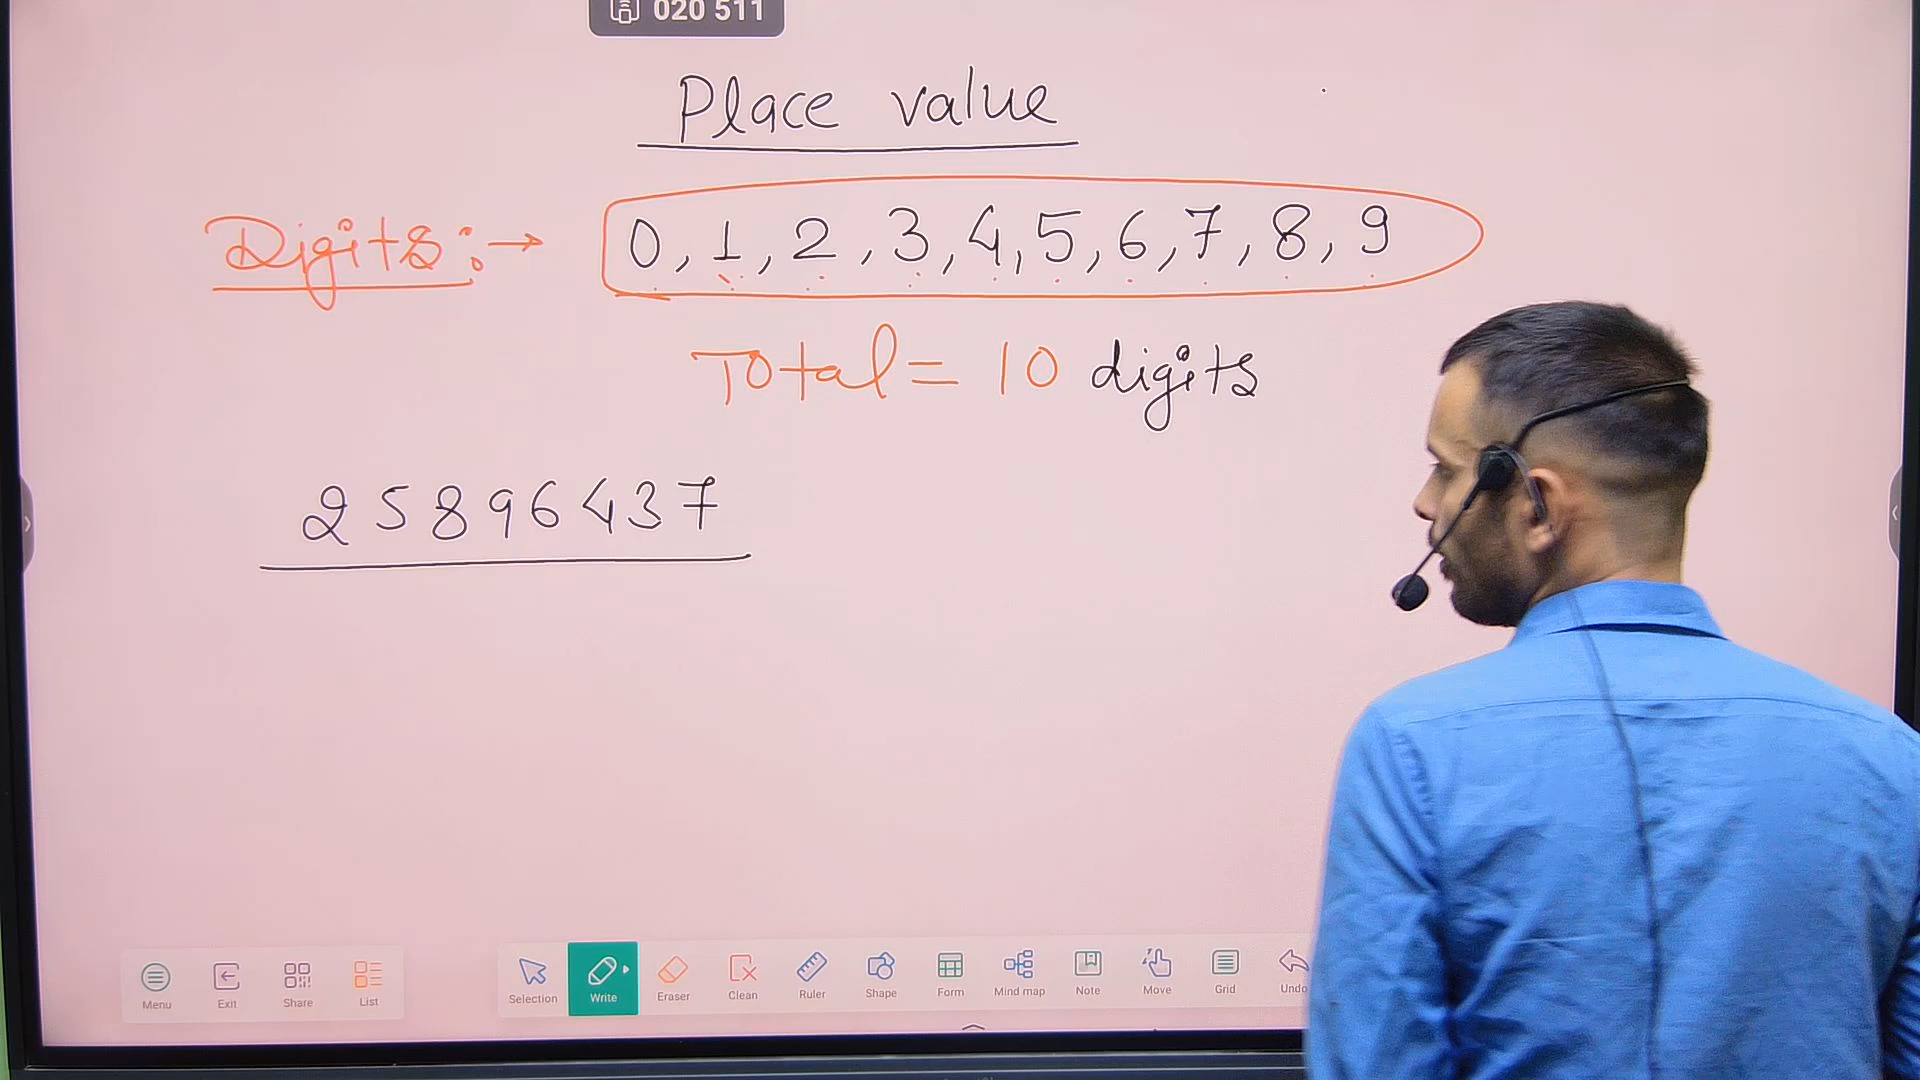 020 511
Place value
Digits :→ 0, 1, 2, 3, 4, 5, 6, 7, 8, 9
Total = 10 digits
25896437
Menu Exit Share List Selection Write Eraser Clean Ruler Shape Form Mind map Note Move Grid Undo